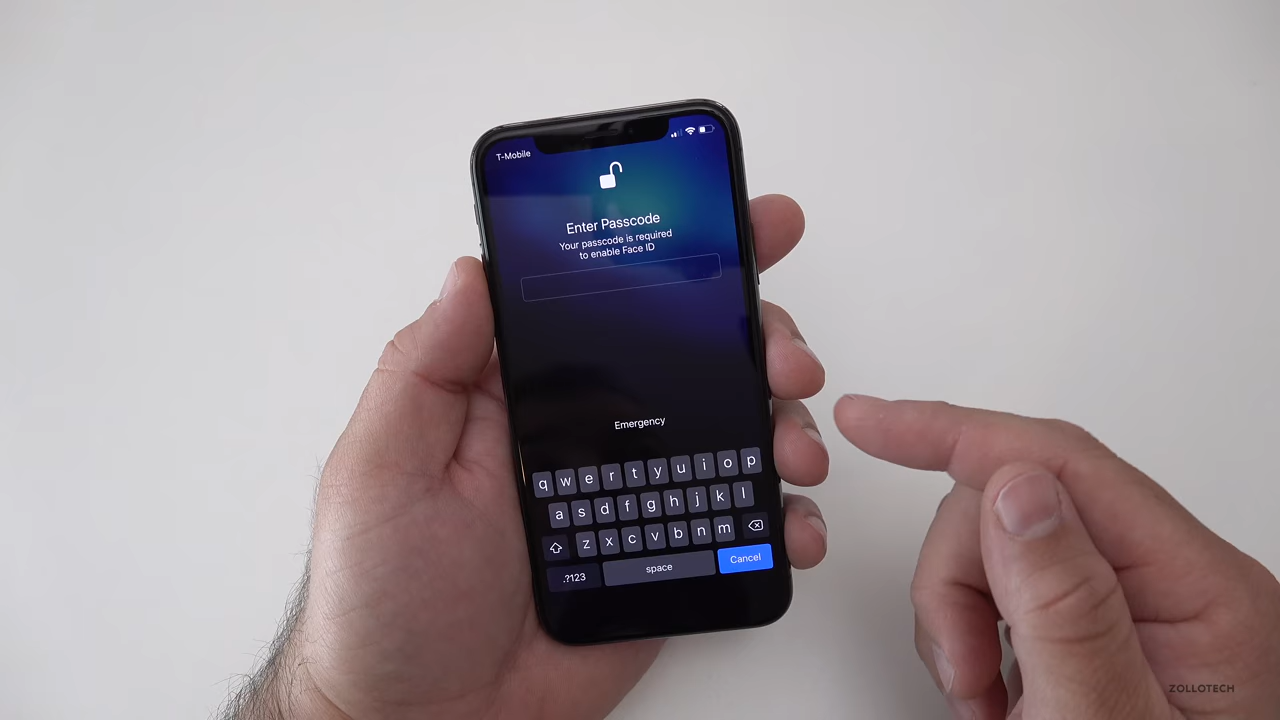 T-Mobile
Enter Passcode
Your passcode is required
to enable Face ID
Emergency
q w e r t y u i o p
a s d f g h j k l
z x c v b n m
.?123 space Cancel
ZOLLOTECH